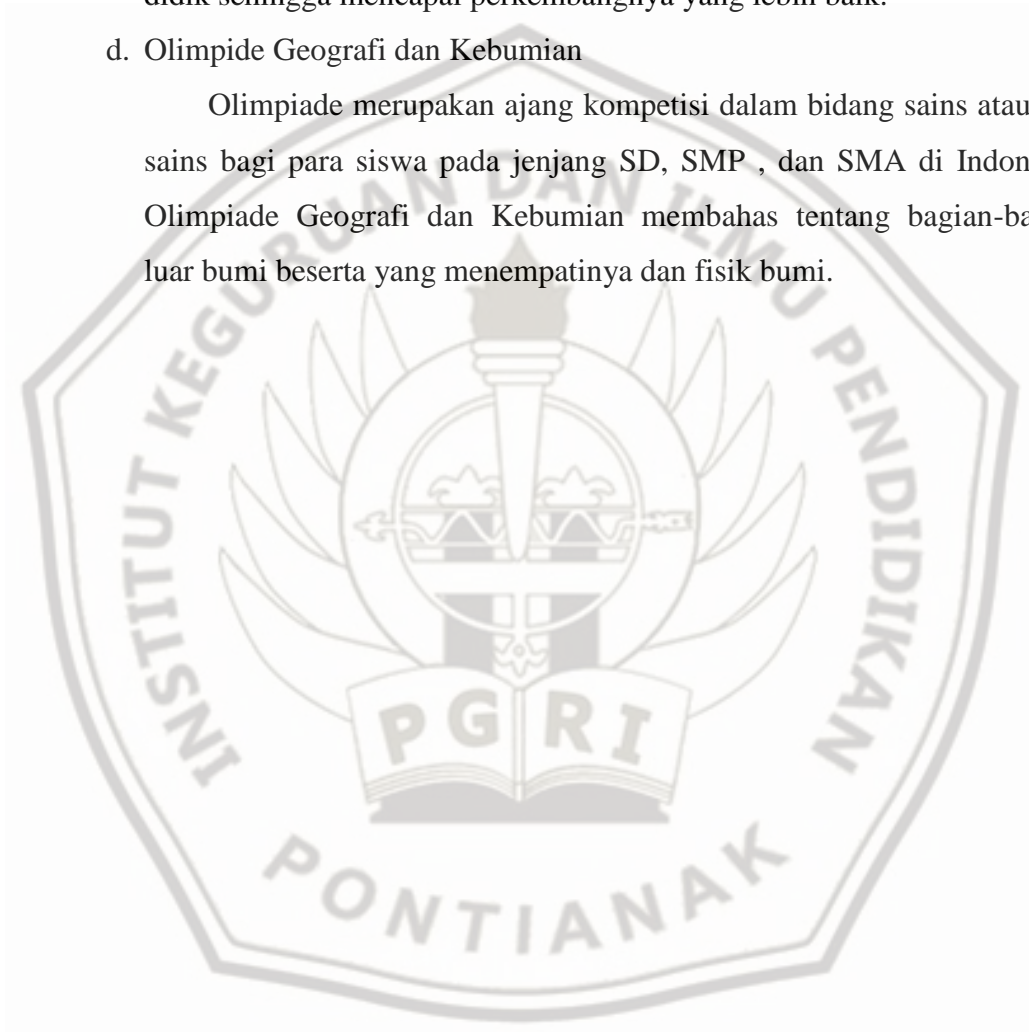 didik sehingga mencapai perkembangnya yang lebih baik.
d. Olimpide Geografi dan Kebumian
Olimpiade merupakan ajang kompetisi dalam bidang sains atau
sains bagi para siswa pada jenjang SD, SMP , dan SMA di Indon
Olimpiade Geografi dan Kebumian membahas tentang bagian-ba
luar bumi beserta yang menempatinya dan fisik bumi.
INSTITUT KEGURUAN DAN ILMU PENDIDIKAN
PGRI
PONTIANAK